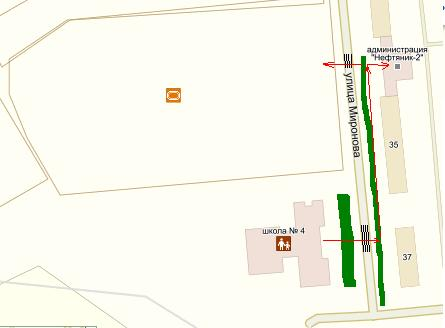 администрация
"Нефтяник-2"
улица Миронова
35
школа № 4
37